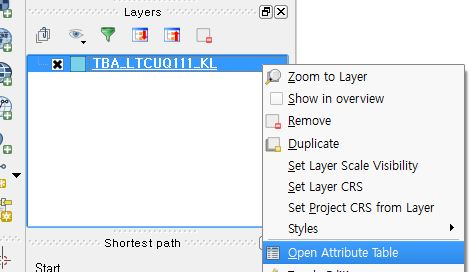 Layers
TBA_LTCUQ111_KL
Zoom to Layer
Show in overview
Remove
Duplicate
Set Layer Scale Visibility
Set Layer CRS
Set Project CRS from Layer
Styles
Shortest path
Open Attribute Table
Start